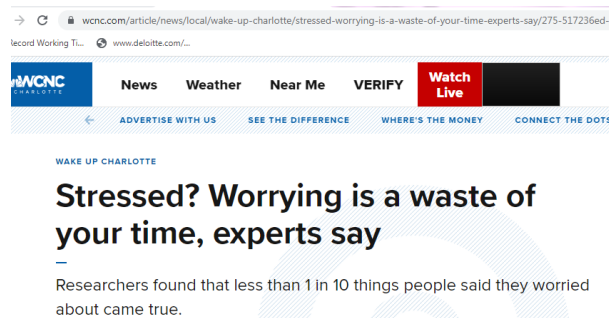 wcnc.com/article/news/local/wake-up-charlotte/stressed-worrying-is-a-waste-of-your-time-experts-say/275-517236ed-
Record Working Ti... www.deloitte.com/...
WCNC
CHARLOTTE
News Weather Near Me VERIFY Watch Live
ADVERTISE WITH US SEE THE DIFFERENCE WHERE'S THE MONEY CONNECT THE DOTS
WAKE UP CHARLOTTE
Stressed? Worrying is a waste of
your time, experts say
Researchers found that less than 1 in 10 things people said they worried
about came true.